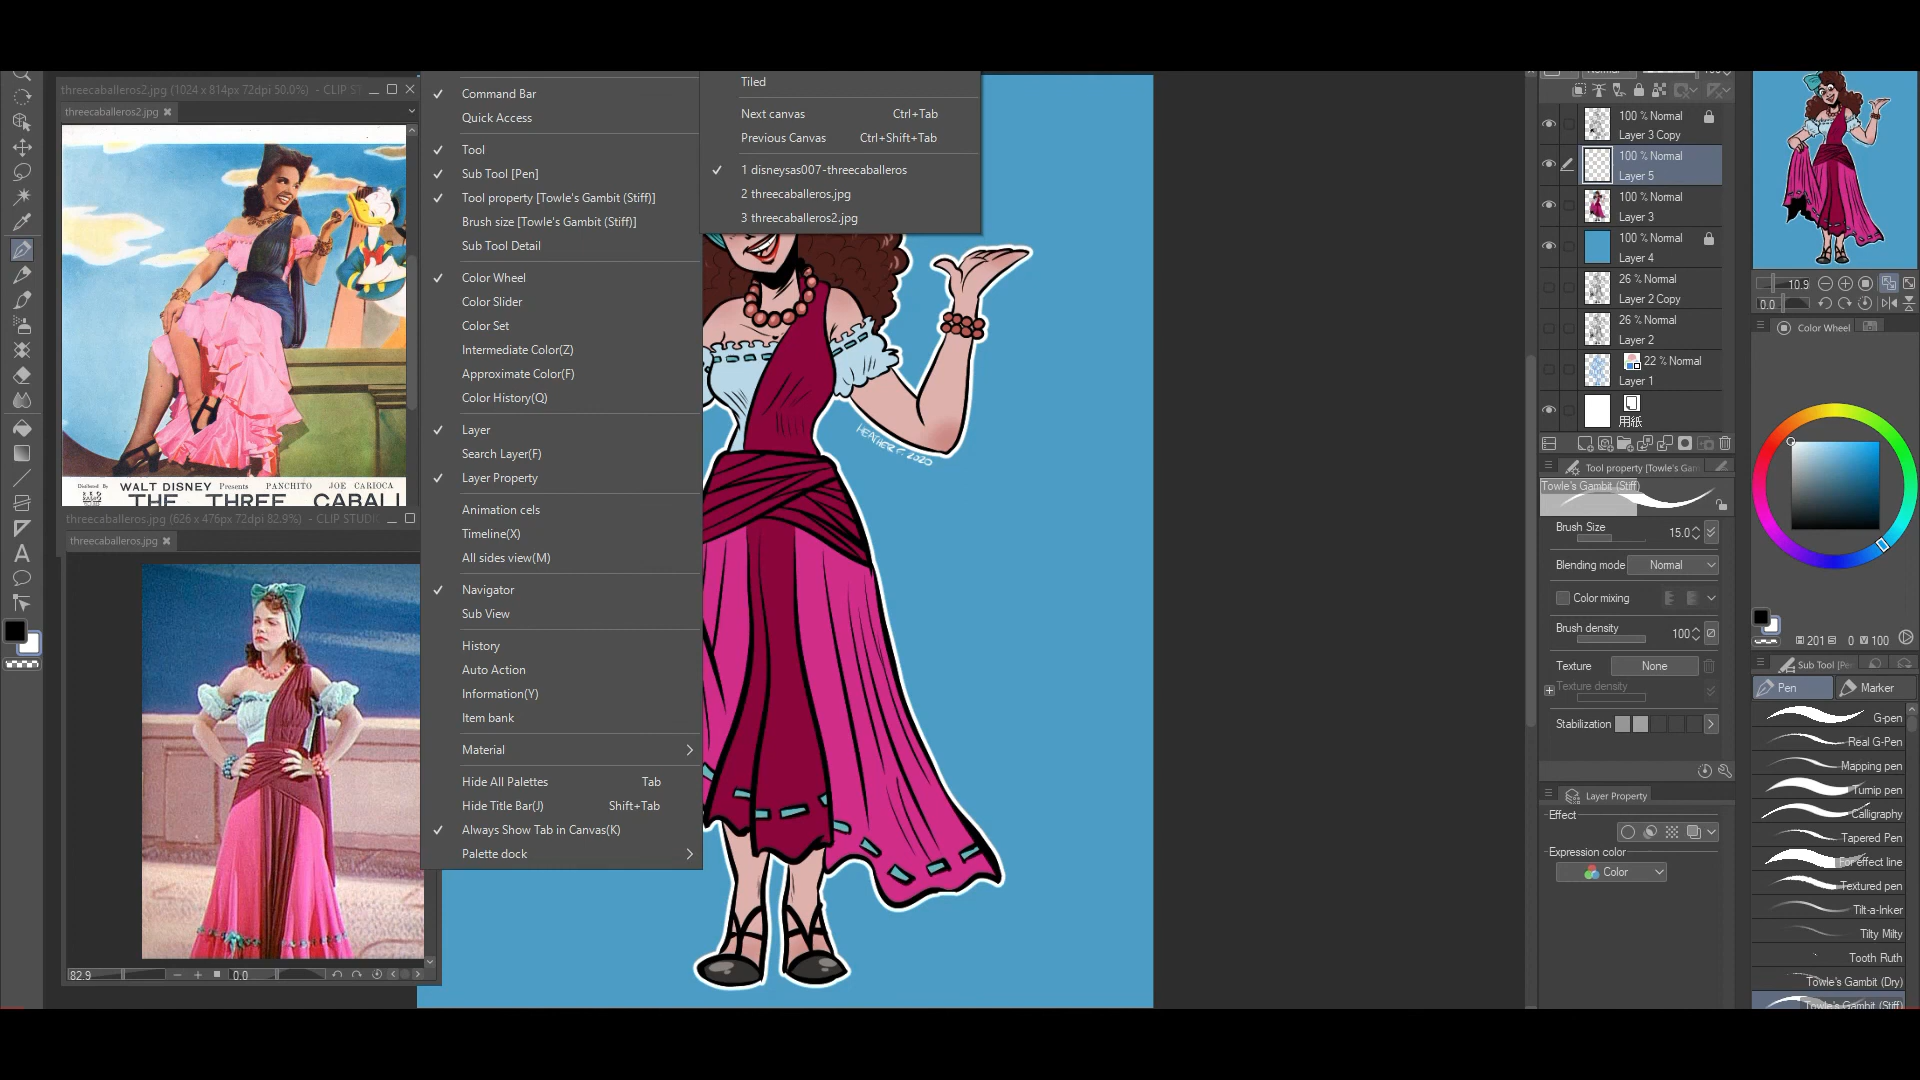 threecaballeros2.jpg (1024 x 814px 72dpi 50.0%) - CLIP ST
threecaballeros2.jpg
Distributed By
WALT DISNEY Presents PANCHITO JOE CARIOCA
THE THREE CABALL
threecaballeros.jpg (626 x 476px 72dpi 82.9%) - CLIP STUDI
threecaballeros.jpg
82.9
0.0
Command Bar
Quick Access
Tool
Sub Tool [Pen]
Tool property [Towle's Gambit (Stiff)]
Brush size [Towle's Gambit (Stiff)]
Sub Tool Detail
Color Wheel
Color Slider
Color Set
Intermediate Color(Z)
Approximate Color(F)
Color History(Q)
Layer
Search Layer(F)
Layer Property
Animation cels
Timeline(X)
All sides view(M)
Navigator
Sub View
History
Auto Action
Information(Y)
Item bank
Material
Hide All Palettes Tab
Hide Title Bar(J) Shift+Tab
Always Show Tab in Canvas(K)
Palette dock
Tiled
Next canvas Ctrl+Tab
Previous Canvas Ctrl+Shift+Tab
1 disneysas007-threecaballeros
2 threecaballeros.jpg
3 threecaballeros2.jpg
HEATHER F. 2020
100 % Normal
Layer 3 Copy
100 % Normal
Layer 5
100 % Normal
Layer 3
100 % Normal
Layer 4
26 % Normal
Layer 2 Copy
26 % Normal
Layer 2
22 % Normal
Layer 1
用紙
Tool property [Towle's Gam
Towle's Gambit (Stiff)
Brush Size 15.0
Blending mode Normal
Color mixing
Brush density 100
Texture None
Texture density
Stabilization
Layer Property
Effect
Expression color
Color
10.9
0.0
Color Wheel
201 0 100
Sub Tool [Pe
Pen Marker
G-pen
Real G-Pen
Mapping pen
Turnip pen
Calligraphy
Tapered Pen
For effect line
Textured pen
Tilt-a-Inker
Tilty Milty
Tooth Ruth
Towle's Gambit (Dry)
Towle's Gambit (Stiff)